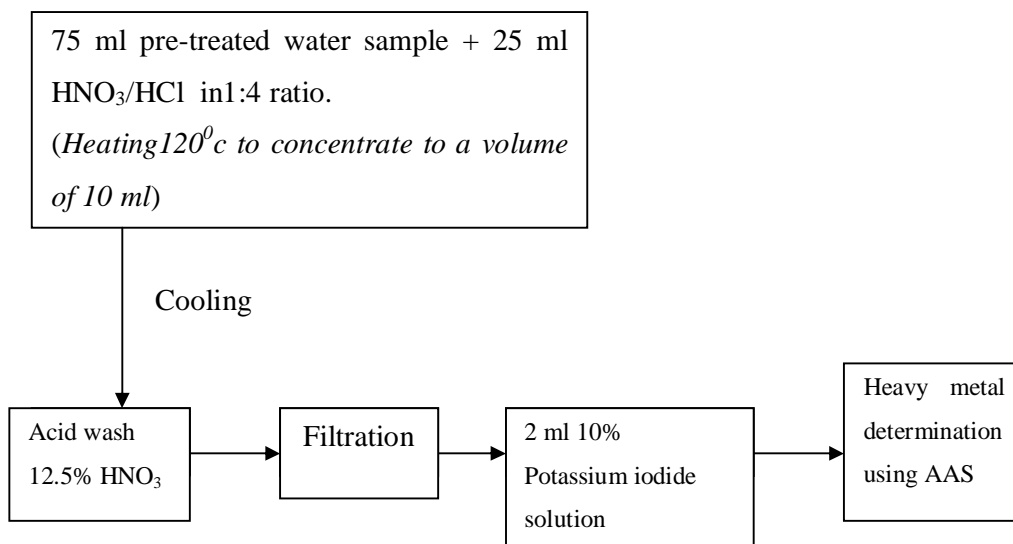 75 ml pre-treated water sample + 25 ml
HNO₃/HCl in1:4 ratio.
(Heating120⁰c to concentrate to a volume
of 10 ml)
Cooling
Acid wash
12.5% HNO₃
Filtration
2 ml 10%
Potassium iodide
solution
Heavy metal
determination
using AAS